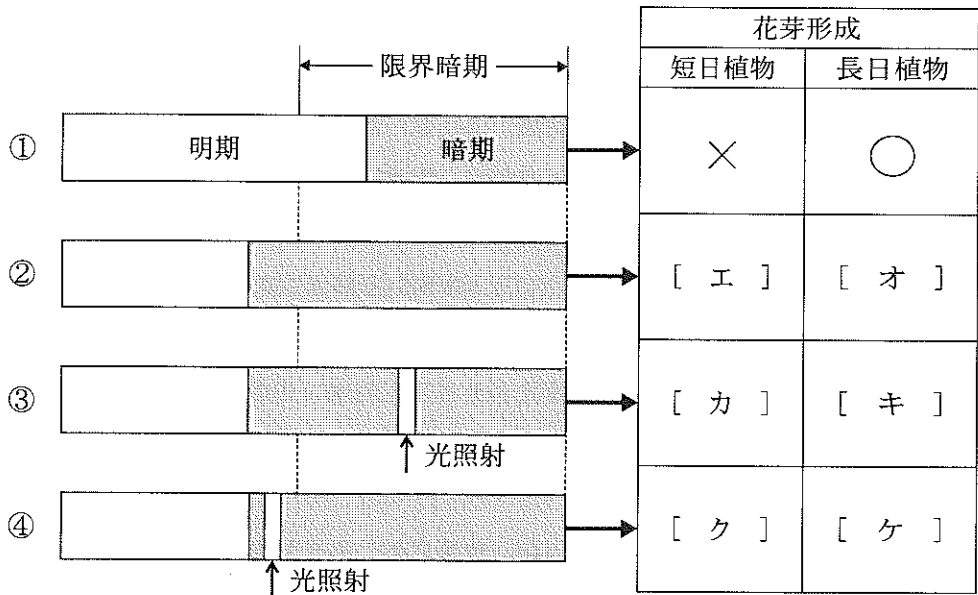 花芽形成
限界暗期
短日植物 長日植物
① 明期 暗期 × ○
② [ エ ] [ オ ]
③ [ カ ] [ キ ]
光照射
④ [ ク ] [ ケ ]
光照射